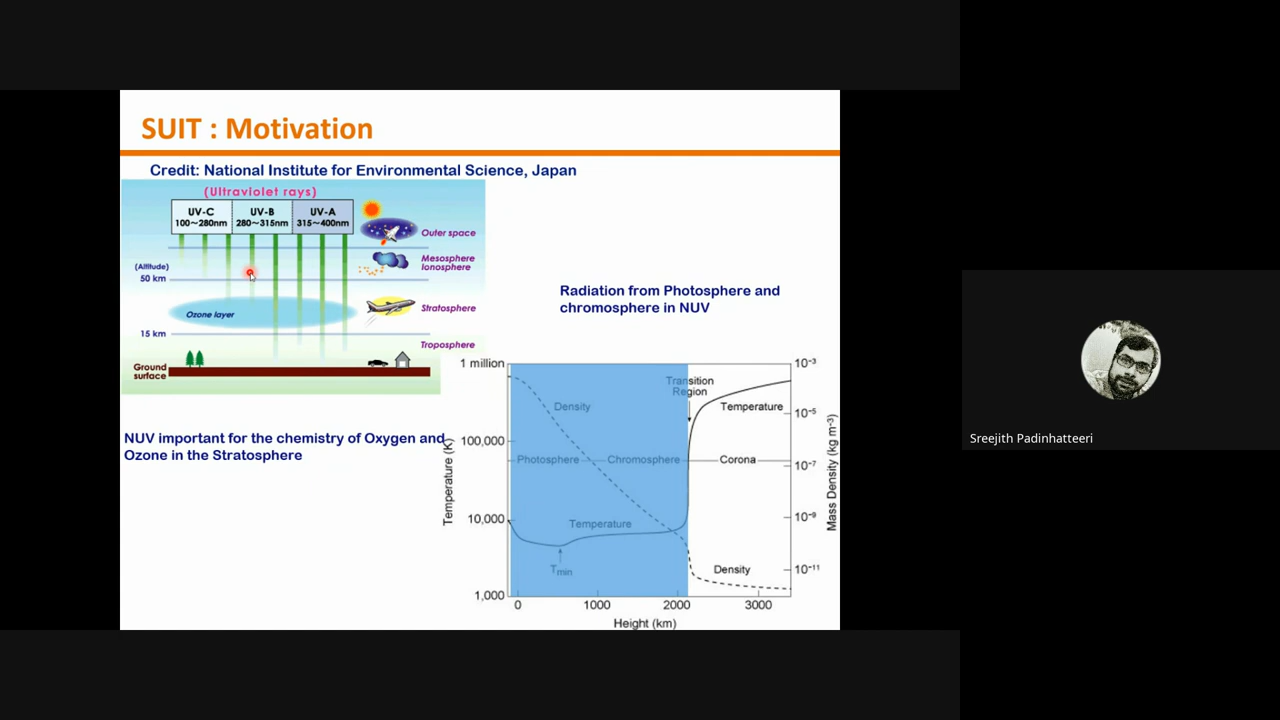 SUIT : Motivation
Credit: National Institute for Environmental Science, Japan
(Ultraviolet rays)
UV-C
100～280nm
UV-B
280～315nm
UV-A
315～400nm
Outer space
Mesosphere
Ionosphere
(Altitude)
50 km
Ozone layer
Stratosphere
15 km
Troposphere
Ground
surface
Radiation from Photosphere and
chromosphere in NUV
NUV important for the chemistry of Oxygen and
Ozone in the Stratosphere
1 million
100,000
10,000
1,000
Temperature (K)
Transition
Region
Density
Temperature
Photosphere
Chromosphere
Corona
Temperature
Tmin
Density
10⁻³
10⁻⁵
10⁻⁷
10⁻⁹
10⁻¹¹
Mass Density (kg m⁻³)
0 1000 2000 3000
Height (km)
Sreejith Padinhatteeri